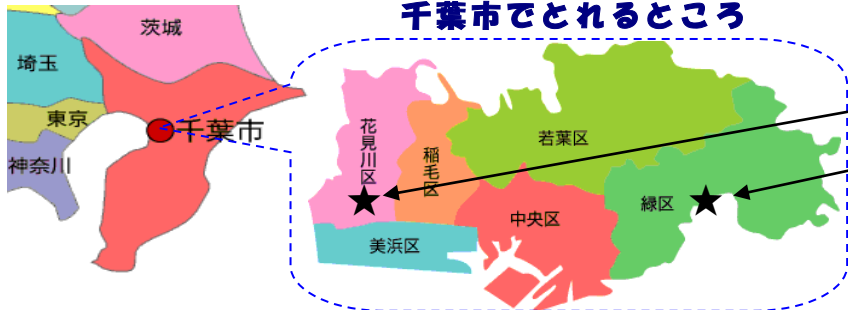 千葉市でとれるところ
茨城
埼玉
東京
千葉市
神奈川
花見川区
稲毛区
若葉区
緑区
中央区
美浜区